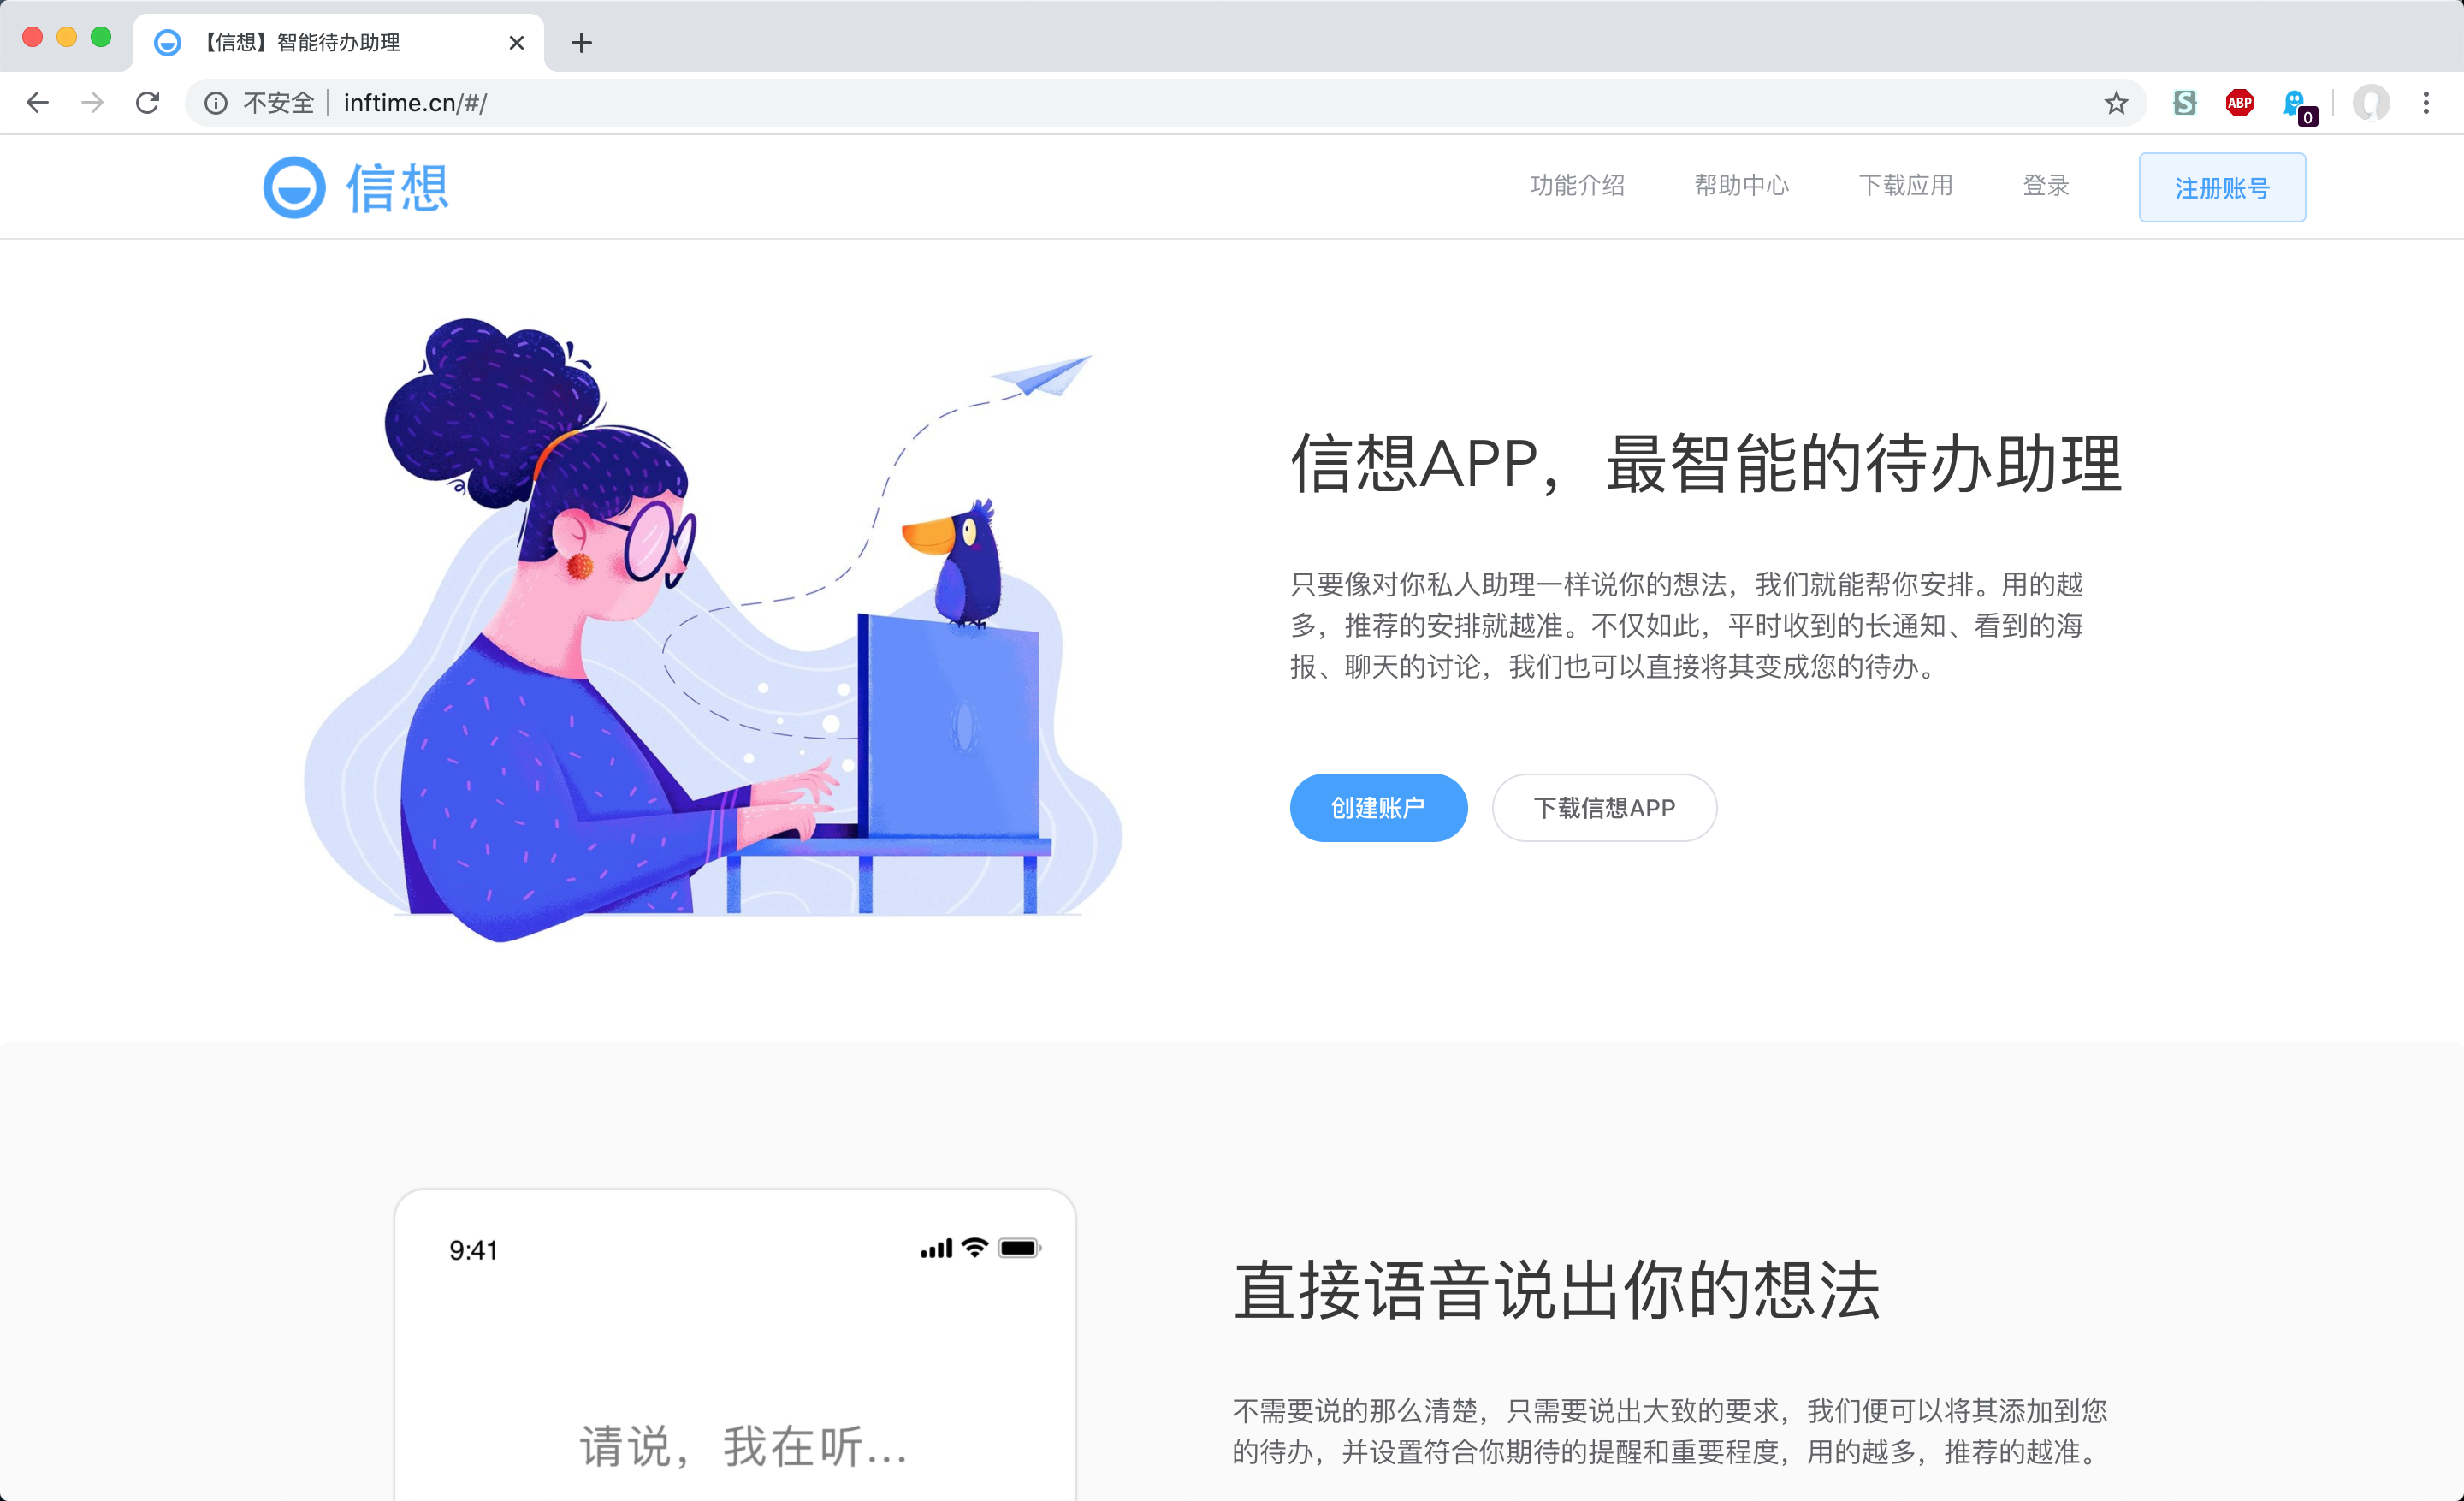 【信想】智能待办助理
不安全
inftime.cn/#/
S
ABP
0
信想
功能介绍
帮助中心
下载应用
登录
注册账号
信想APP，最智能的待办助理
只要像对你私人助理一样说你的想法，我们就能帮你安排。用的越
多，推荐的安排就越准。不仅如此，平时收到的长通知、看到的海
报、聊天的讨论，我们也可以直接将其变成您的待办。
创建账户
下载信想APP
9:41
请说，我在听...
直接语音说出你的想法
不需要说的那么清楚，只需要说出大致的要求，我们便可以将其添加到您
的待办，并设置符合你期待的提醒和重要程度，用的越多，推荐的越准。